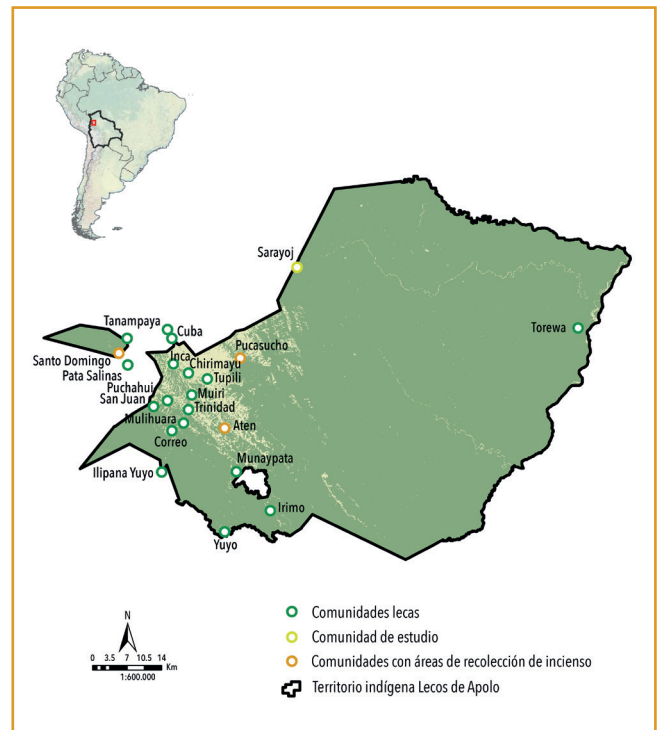 Sarayoj
Torewa
Tanampaya
Cuba
Pucasucho
Santo Domingo
Inca
Chirimayu
Pata Salinas
Tupili
Puchahui
Muiri
San Juan
Trinidad
Mulihuara
Aten
Correo
Munaypata
Ilipana Yuyo
Irimo
Yuyo
N
0 3.5 7 10.5 14
Km
1:600.000
Comunidades lecas
Comunidad de estudio
Comunidades con áreas de recolección de incienso
Territorio indígena Lecos de Apolo